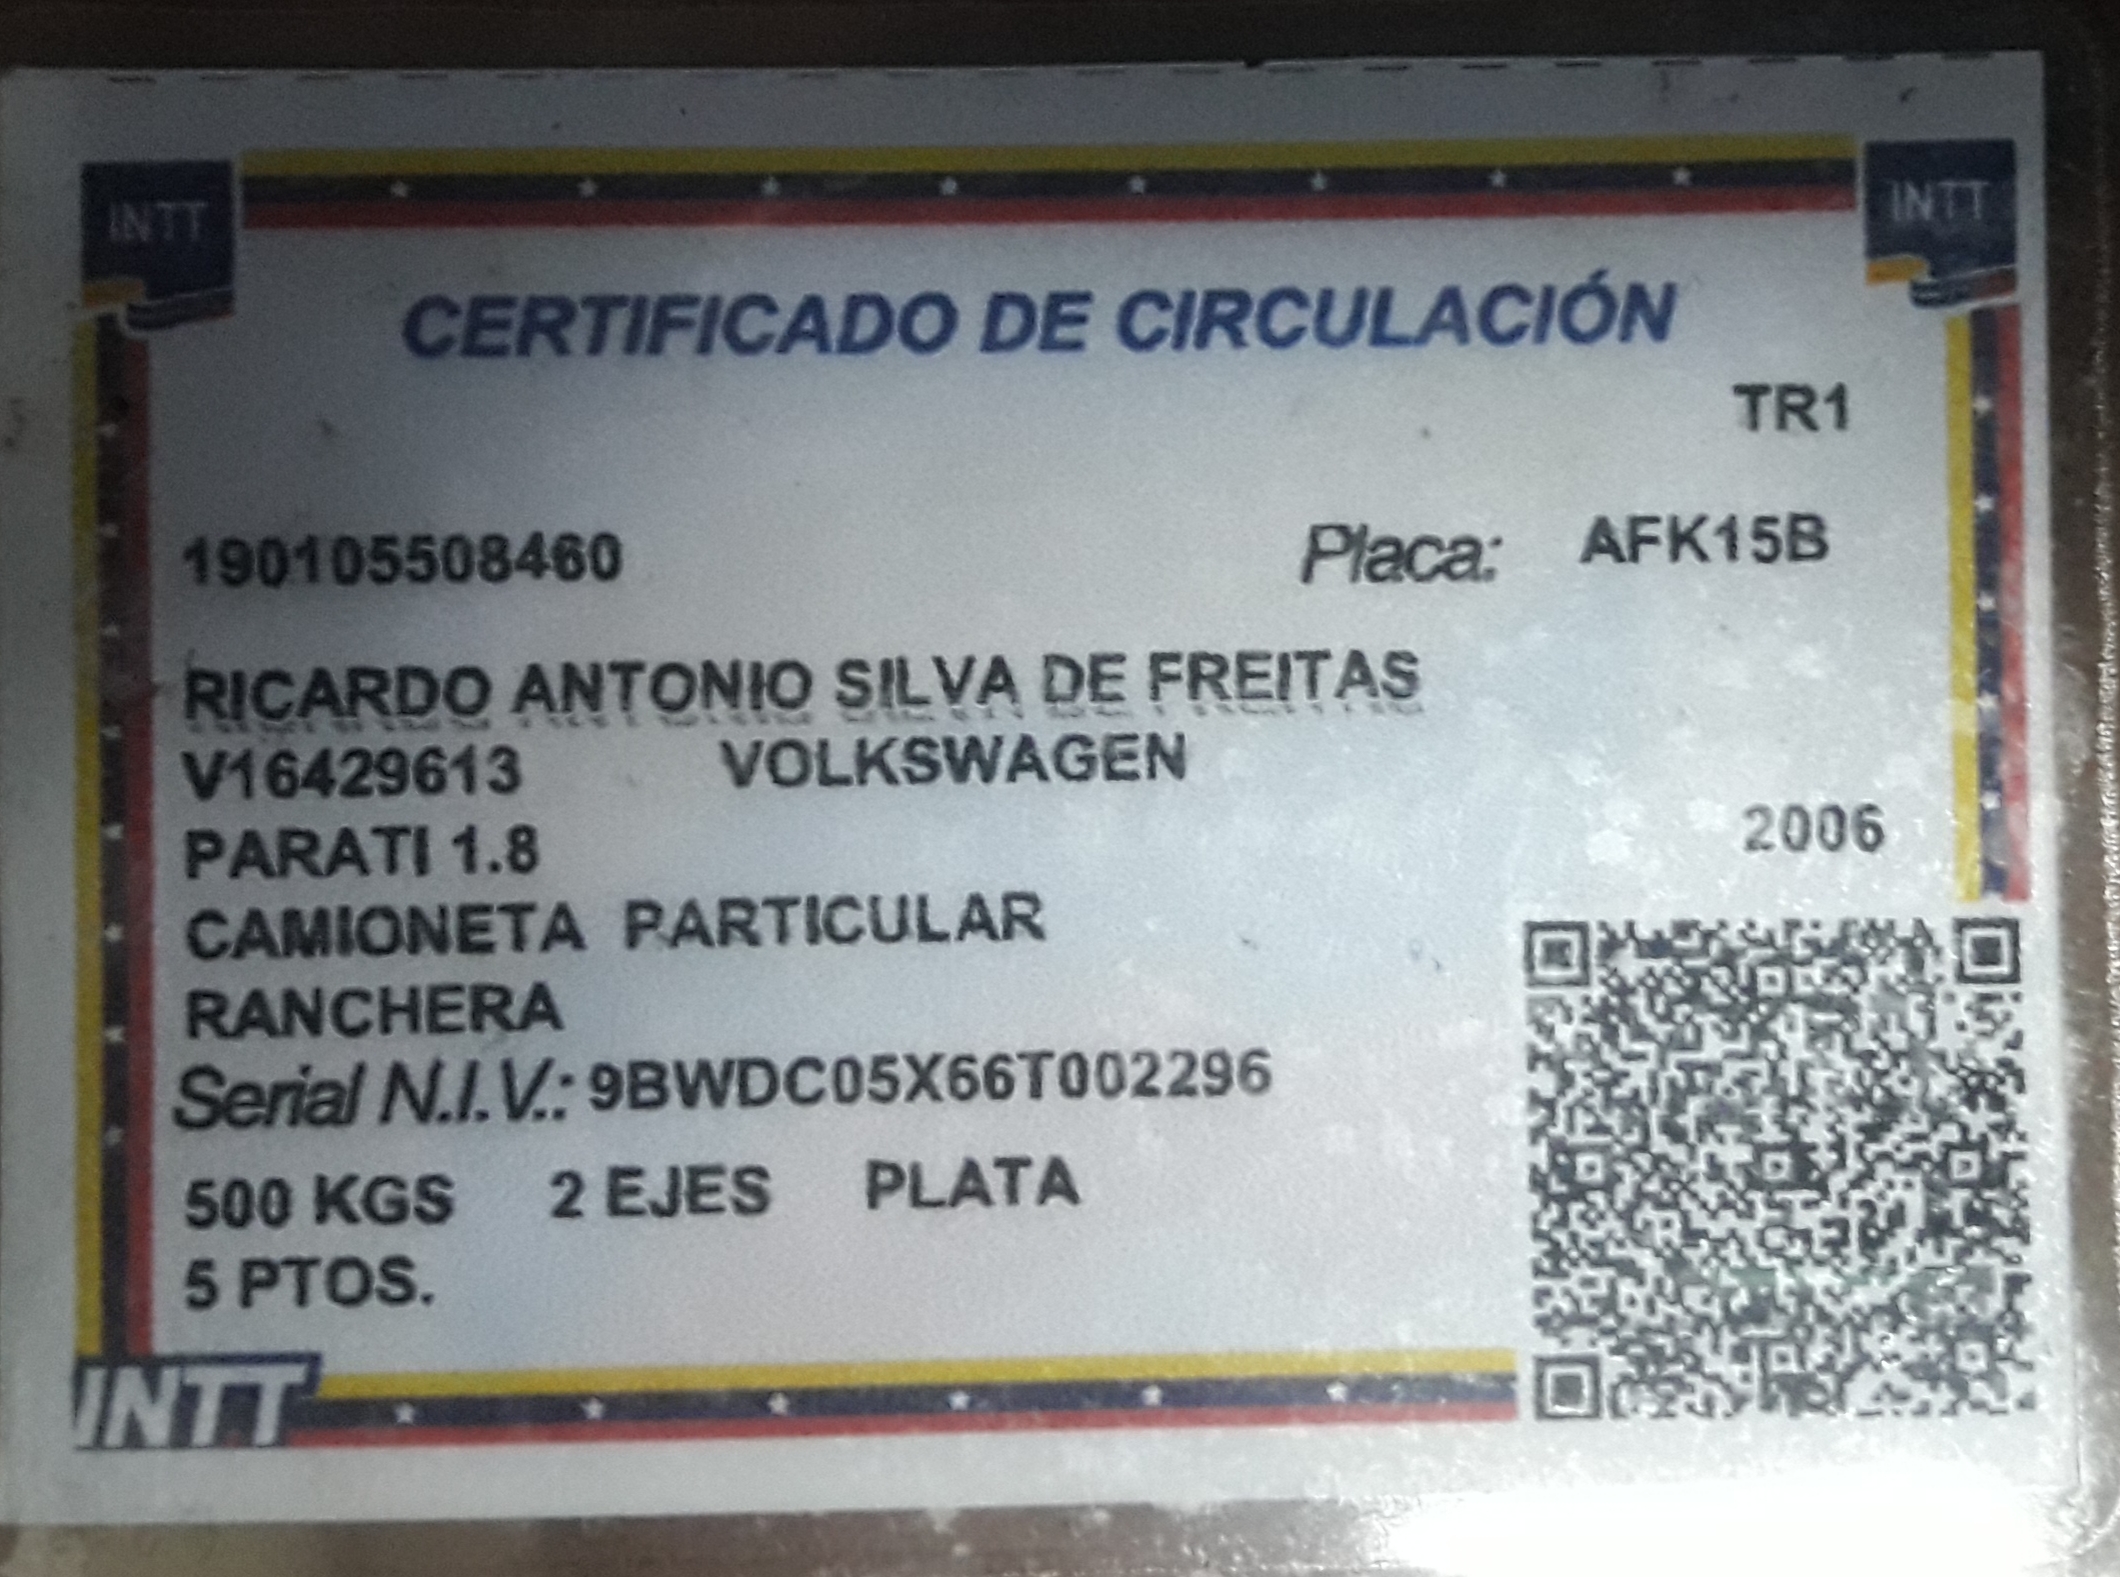 INTT
INTT
CERTIFICADO DE CIRCULACIÓN
TR1
190105508460 Placa: AFK15B
RICARDO ANTONIO SILVA DE FREITAS
V16429613 VOLKSWAGEN
PARATI 1.8 2006
CAMIONETA PARTICULAR
RANCHERA
Serial N.I.V.: 9BWDC05X66T002296
500 KGS 2 EJES PLATA
5 PTOS.
INTT